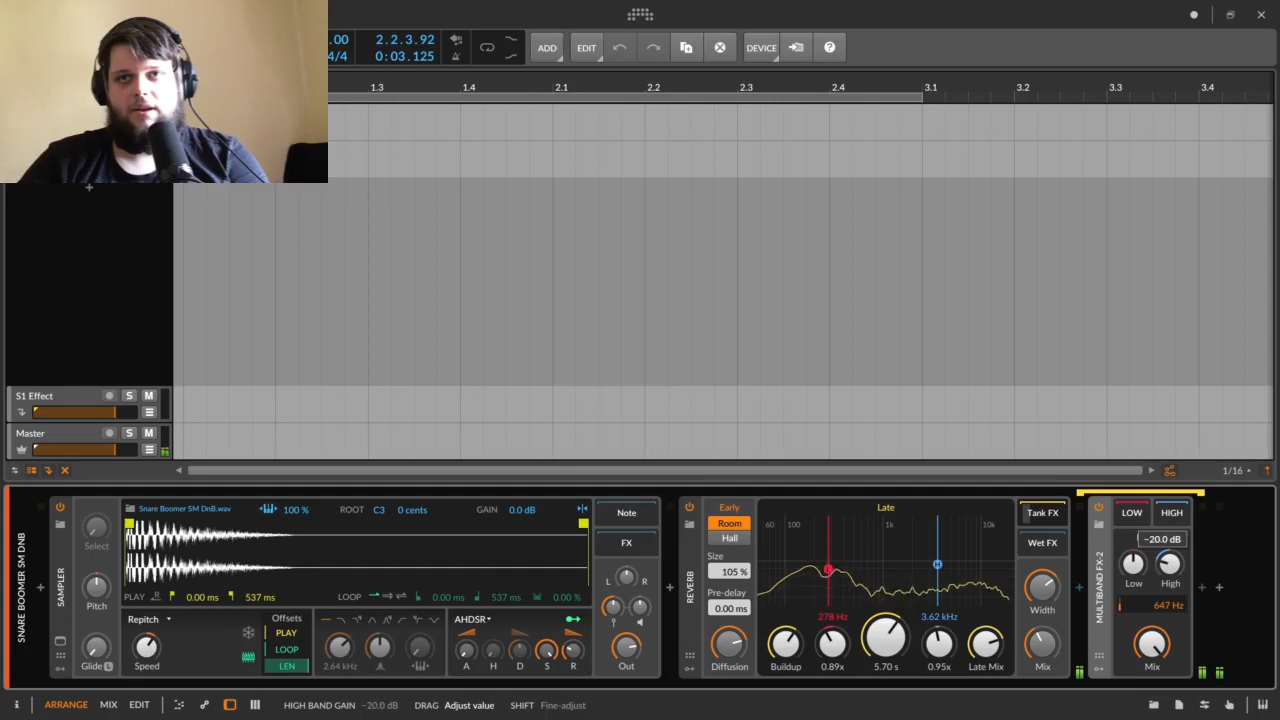 .00 2.2.3.92 ADD EDIT DEVICE ?
4/4 0:03.125
1.3 1.4 2.1 2.2 2.3 2.4 3.1 3.2 3.3 3.4
+
S1 Effect S M
Master S M
1/16
SNARE BOOMER SM DNB
SAMPLER
Select
Pitch
Glide L
Snare Boomer SM DnB.wav 100 % ROOT C3 0 cents GAIN 0.0 dB
PLAY R 0.00 ms 537 ms LOOP 0.00 ms 537 ms 0.00 %
Repitch
Speed
Offsets
PLAY
LOOP
LEN
2.64 kHz
AHDSR
A H D S R
Note
FX
L R
Out
REVERB
Early
Room
Hall
Size
105 %
Pre-delay
0.00 ms
Diffusion
Late
60 100 1k 10k
L H
278 Hz 3.62 kHz
Buildup 0.89x 5.70 s 0.95x Late Mix
Tank FX
Wet FX
Width
Mix
MULTIBAND FX-2
LOW HIGH
-20.0 dB
Low High
647 Hz
Mix
i ARRANGE MIX EDIT HIGH BAND GAIN -20.0 dB DRAG Adjust value SHIFT Fine-adjust